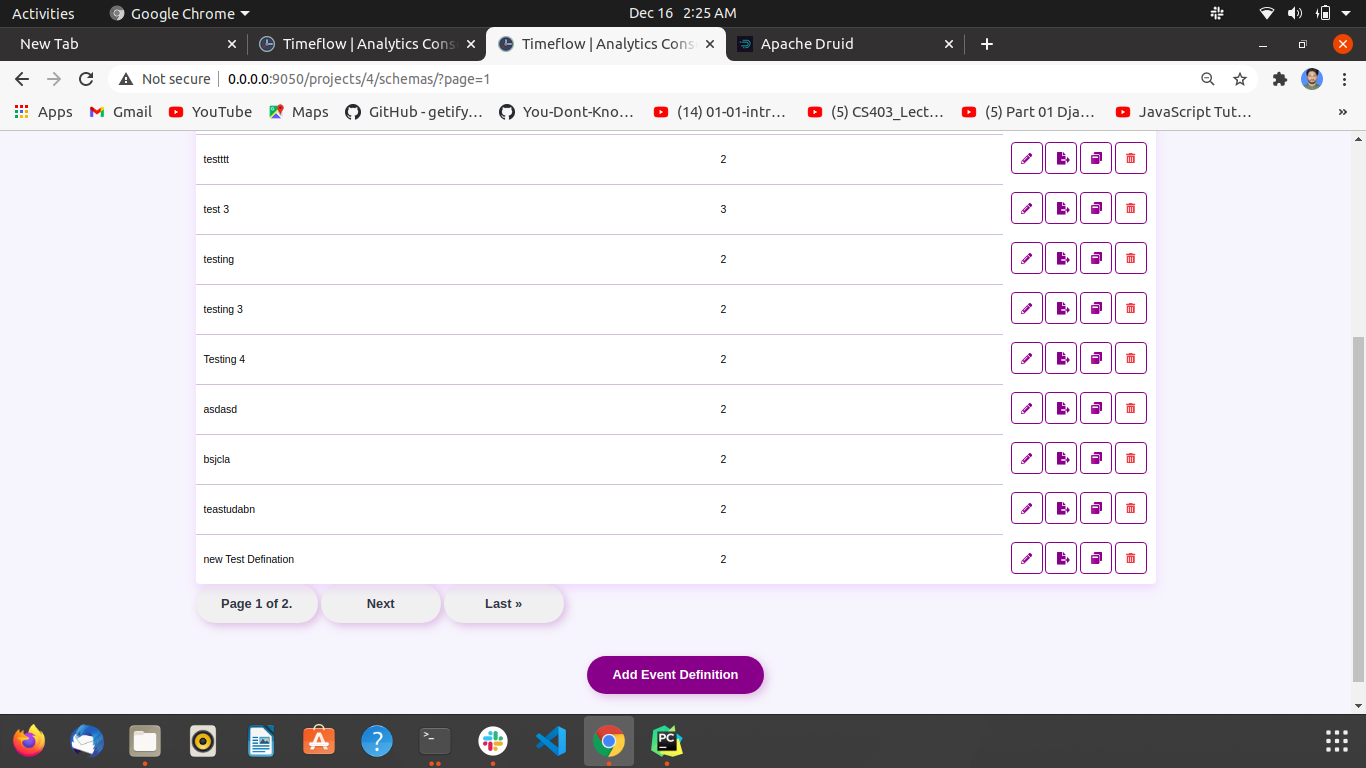 Activities Google Chrome Dec 16 2:25 AM
New Tab Timeflow | Analytics Cons Timeflow | Analytics Cons Apache Druid
Not secure 0.0.0.0:9050/projects/4/schemas/?page=1
Apps Gmail YouTube Maps GitHub - getify... You-Dont-Kno... (14) 01-01-intr... (5) CS403_Lect... (5) Part 01 Dja... JavaScript Tut... »
testttt 2
test 3 3
testing 2
testing 3 2
Testing 4 2
asdasd 2
bsjcla 2
teastudabn 2
new Test Defination 2
Page 1 of 2. Next Last »
Add Event Definition
>_ ? PC